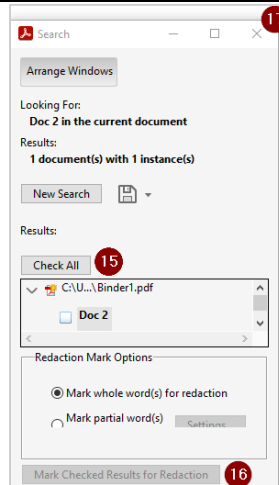 17
Search
Arrange Windows
Looking For:
Doc 2 in the current document
Results:
1 document(s) with 1 instance(s)
New Search
Results:
Check All 15
C:\U...\Binder1.pdf
Doc 2
Redaction Mark Options
Mark whole word(s) for redaction
Mark partial word(s) Settings...
Mark Checked Results for Redaction 16